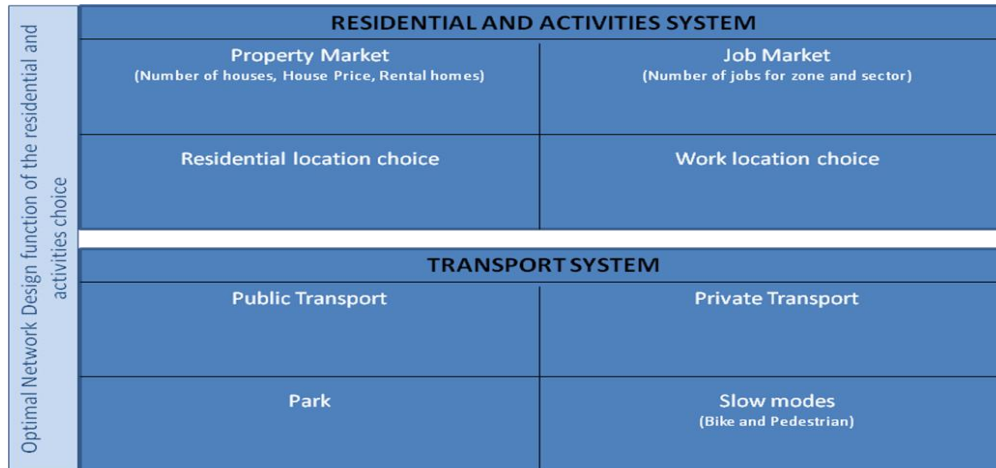 Optimal Network Design function of the residential and
activities choice
RESIDENTIAL AND ACTIVITIES SYSTEM
Property Market
(Number of houses, House Price, Rental homes)
Job Market
(Number of jobs for zone and sector)
Residential location choice
Work location choice
TRANSPORT SYSTEM
Public Transport
Private Transport
Park
Slow modes
(Bike and Pedestrian)